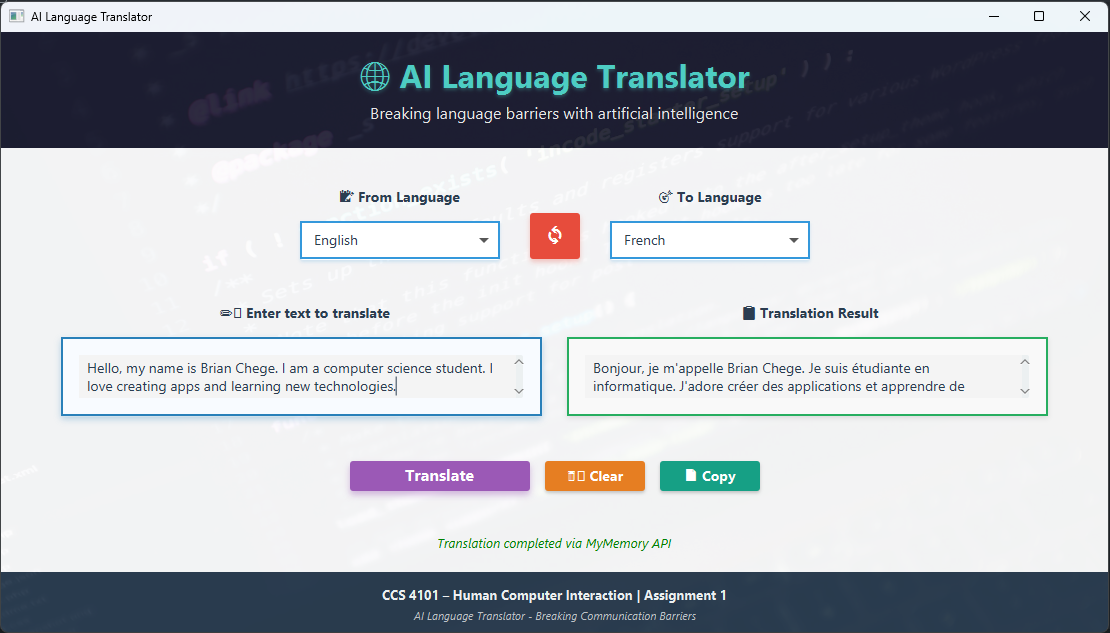 AI Language Translator
AI Language Translator
Breaking language barriers with artificial intelligence
From Language
To Language
English
French
Enter text to translate
Translation Result
Hello, my name is Brian Chege. I am a computer science student. I
love creating apps and learning new technologies.
Bonjour, je m'appelle Brian Chege. Je suis étudiante en
informatique. J'adore créer des applications et apprendre de
Translate
Clear
Copy
Translation completed via MyMemory API
CCS 4101 – Human Computer Interaction | Assignment 1
AI Language Translator - Breaking Communication Barriers